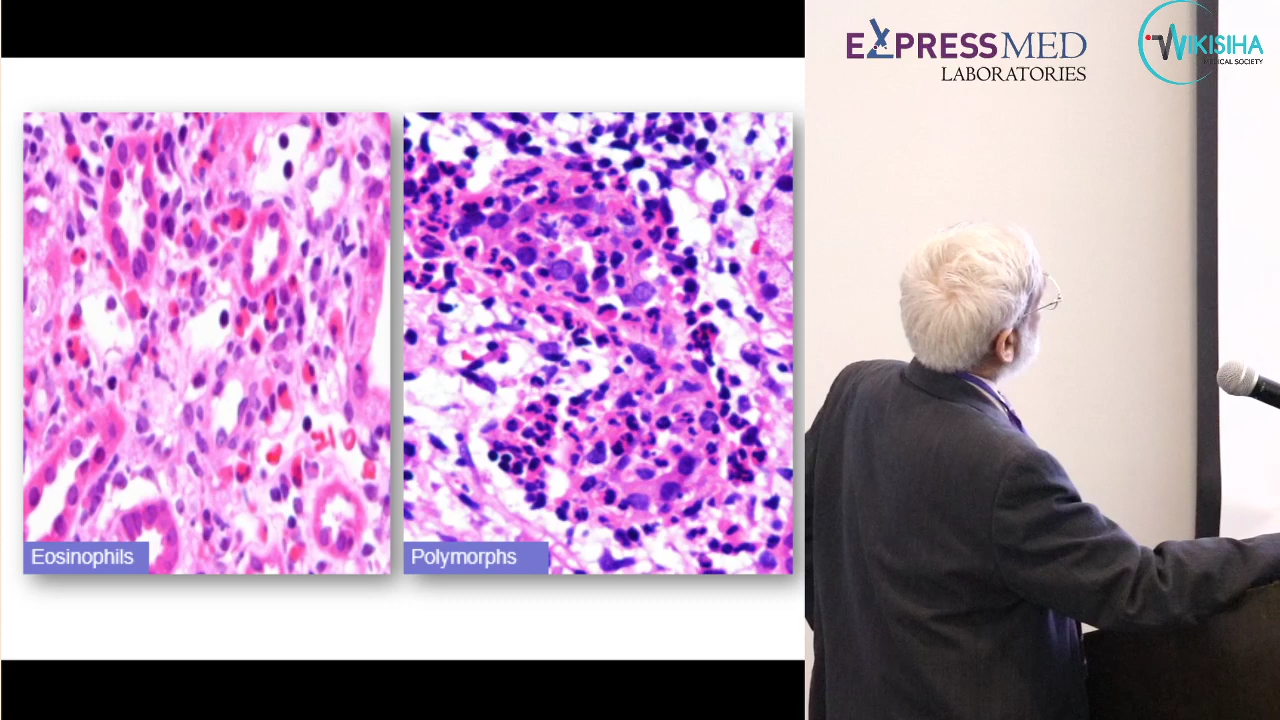 EXPRESSMED
LABORATORIES
WIKISIHA
MEDICAL SOCIETY
Eosinophils
Polymorphs